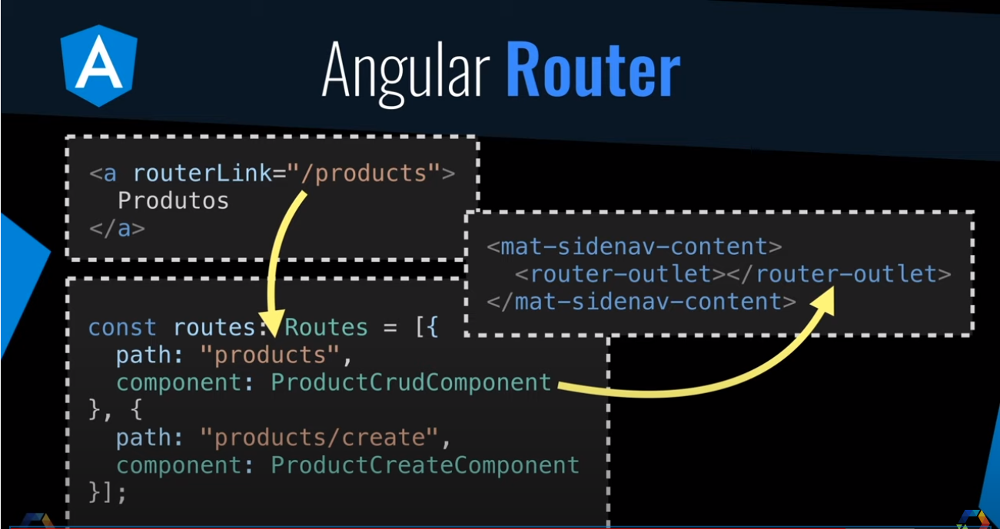 Angular Router
<a routerLink="/products">
Produtos
</a>
<mat-sidenav-content>
<router-outlet></router-outlet>
</mat-sidenav-content>
const routes: Routes = [{
path: "products",
component: ProductCrudComponent
}, {
path: "products/create",
component: ProductCreateComponent
}];